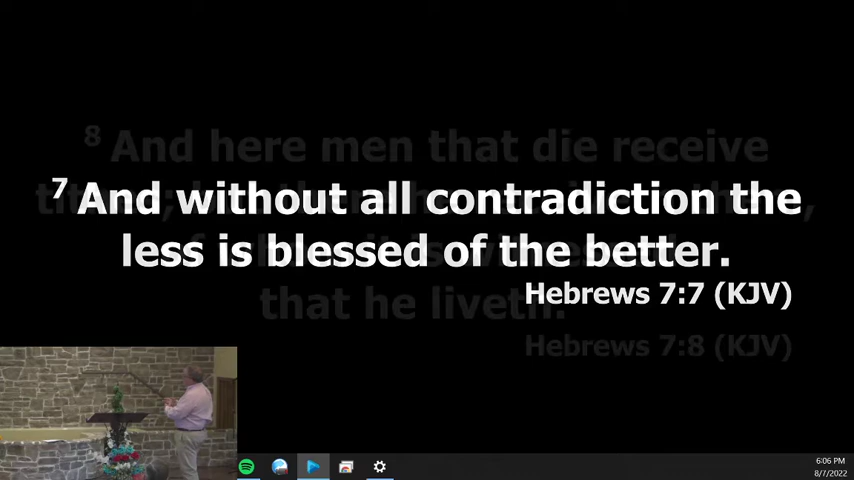 8 And here men that die receive
7 And without all contradiction the
less is blessed of the better.
Hebrews 7:7 (KJV)
that he liveth.
Hebrews 7:8 (KJV)
6:06 PM
8/7/2022